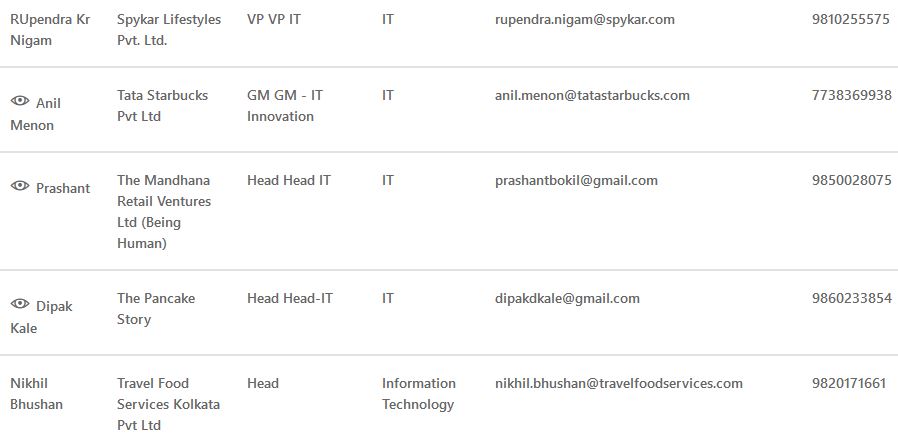 RUpendra Kr Spykar Lifestyles VP VP IT IT rupendra.nigam@spykar.com 9810255575
Nigam Pvt. Ltd.
Anil Tata Starbucks GM GM - IT IT anil.menon@tatastarbucks.com 7738369938
Menon Pvt Ltd Innovation
Prashant The Mandhana Head Head IT IT prashantbokil@gmail.com 9850028075
Retail Ventures
Ltd (Being
Human)
Dipak The Pancake Head Head-IT IT dipakdkale@gmail.com 9860233854
Kale Story
Nikhil Travel Food Head Information nikhil.bhushan@travelfoodservices.com 9820171661
Bhushan Services Kolkata Technology
Pvt Ltd